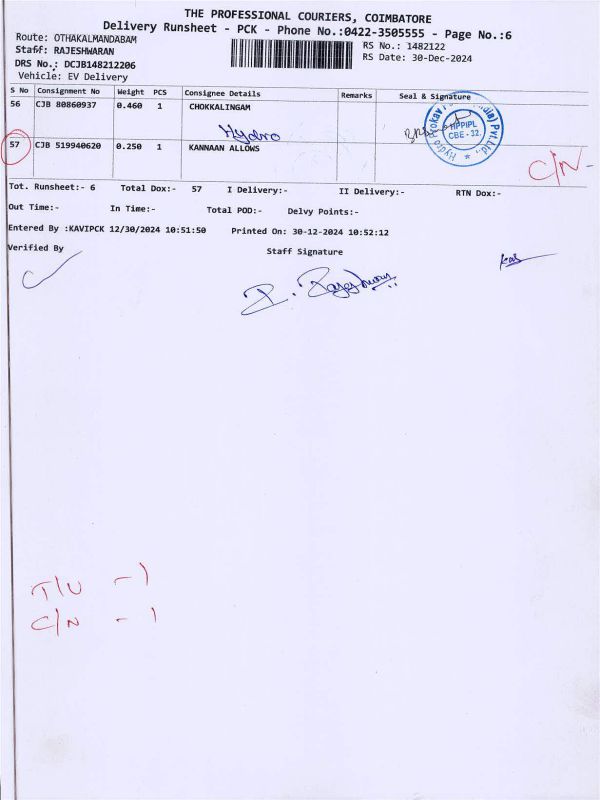 THE PROFESSIONAL COURIERS, COIMBATORE
Delivery Runsheet - PCK - Phone No.:0422-3505555 - Page No.:6
Route: OTHAKALMANDABAM
RS No.: 1482122
Staff: RAJESHWARAN
RS Date: 30-Dec-2024
DRS No.: DCJB148212206
Vehicle: EV Delivery
S No Consignment No Weight PCS Consignee Details Remarks Seal & Signature
56 CJB 80860937 0.460 1 CHOKKALINGAM
Hydro
HPPIPL
CBE - 32.
57 CJB 519940620 0.250 1 KANNAAN ALLOWS
C/N-
Tot. Runsheet:- 6 Total Dox:- 57 I Delivery:- II Delivery:- RTN Dox:-
Out Time:- In Time:- Total POD:- Delvy Points:-
Entered By :KAVIPCK 12/30/2024 10:51:50 Printed On: 30-12-2024 10:52:12
Verified By Staff Signature
T/U - 1
C/N - 1